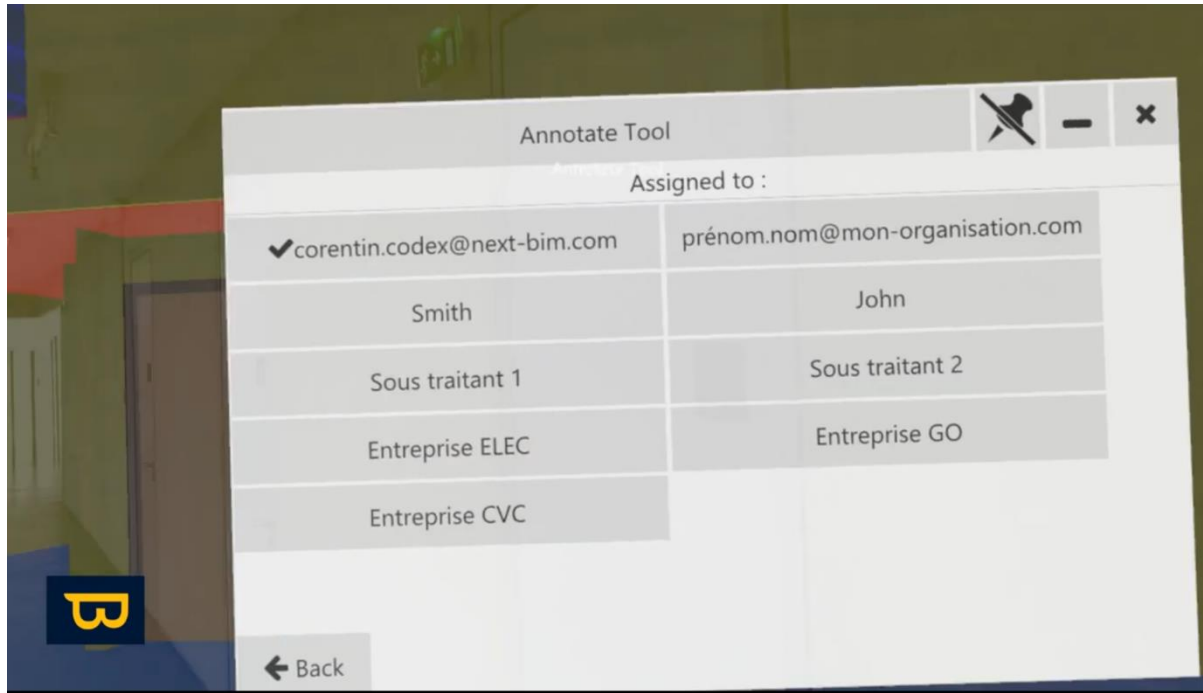 Annotate Tool
Assigned to :
✔corentin.codex@next-bim.com prénom.nom@mon-organisation.com
Smith John
Sous traitant 1 Sous traitant 2
Entreprise ELEC Entreprise GO
Entreprise CVC
Back